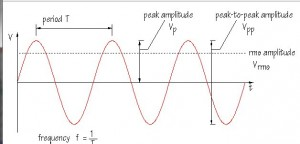 peak amplitude
Vp
peak-to-peak amplitude
Vpp
period T
V
rms amplitude
Vrms
t
frequency f = 1/T